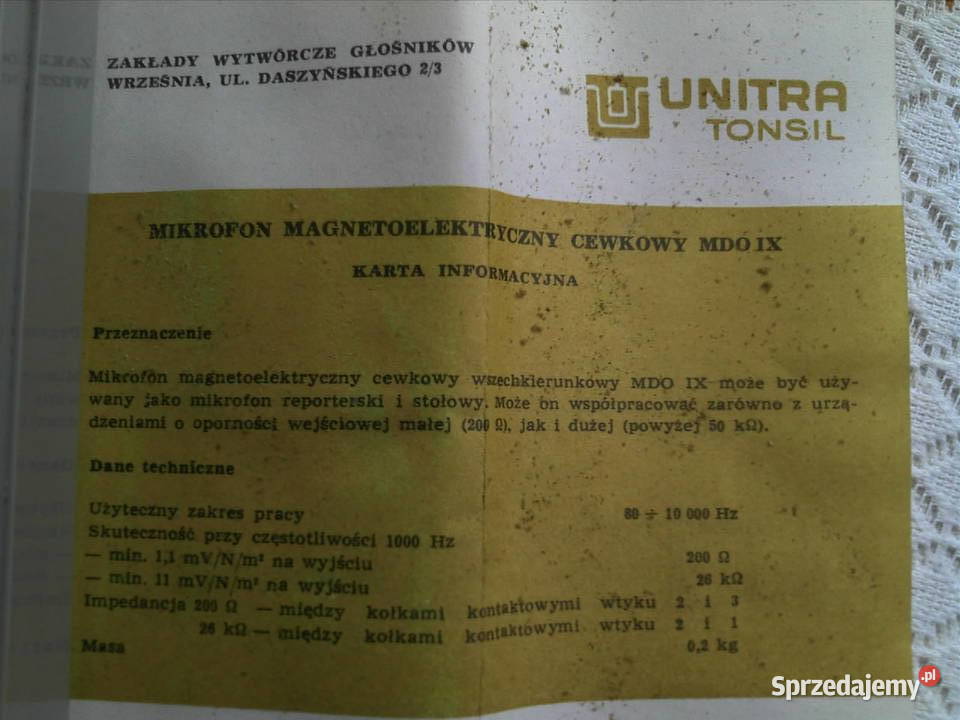 ZAKŁADY WYTWÓRCZE GŁOŚNIKÓW
WRZEŚNIA, UL. DASZYŃSKIEGO 2/3
UNITRA
TONSIL
MIKROFON MAGNETOELEKTRYCZNY CEWKOWY MDO IX
KARTA INFORMACYJNA
Przeznaczenie
Mikrofon magnetoelektryczny cewkowy wszechkierunkowy MDO IX może być uży-
wany jako mikrofon reporterski i stołowy. Może on współpracować zarówno z urzą-
dzeniami o oporności wejściowej małej (200 Ω), jak i dużej (powyżej 50 kΩ).
Dane techniczne
Użyteczny zakres pracy 80 ÷ 10 000 Hz
Skuteczność przy częstotliwości 1000 Hz
— min. 1,1 mV/N/m² na wyjściu 200 Ω
— min. 11 mV/N/m² na wyjściu 26 kΩ
Impedancja 200 Ω — między kołkami kontaktowymi wtyku 2 i 3
26 kΩ — między kołkami kontaktowymi wtyku 2 i 1
Masa 0,2 kg
Sprzedajemy.pl